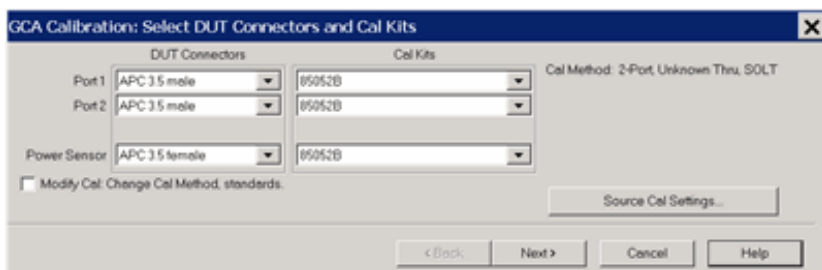 GCA Calibration: Select DUT Connectors and Cal Kits
DUT Connectors
Cal Kits
Port 1 APC 3.5 male 85052B
Cal Method: 2-Port, Unknown Thru, SOLT
Port 2 APC 3.5 male 85052B
Power Sensor APC 3.5 female 85052B
Modify Cal: Change Cal Method, standards.
Source Cal Settings...
<Back Next> Cancel Help